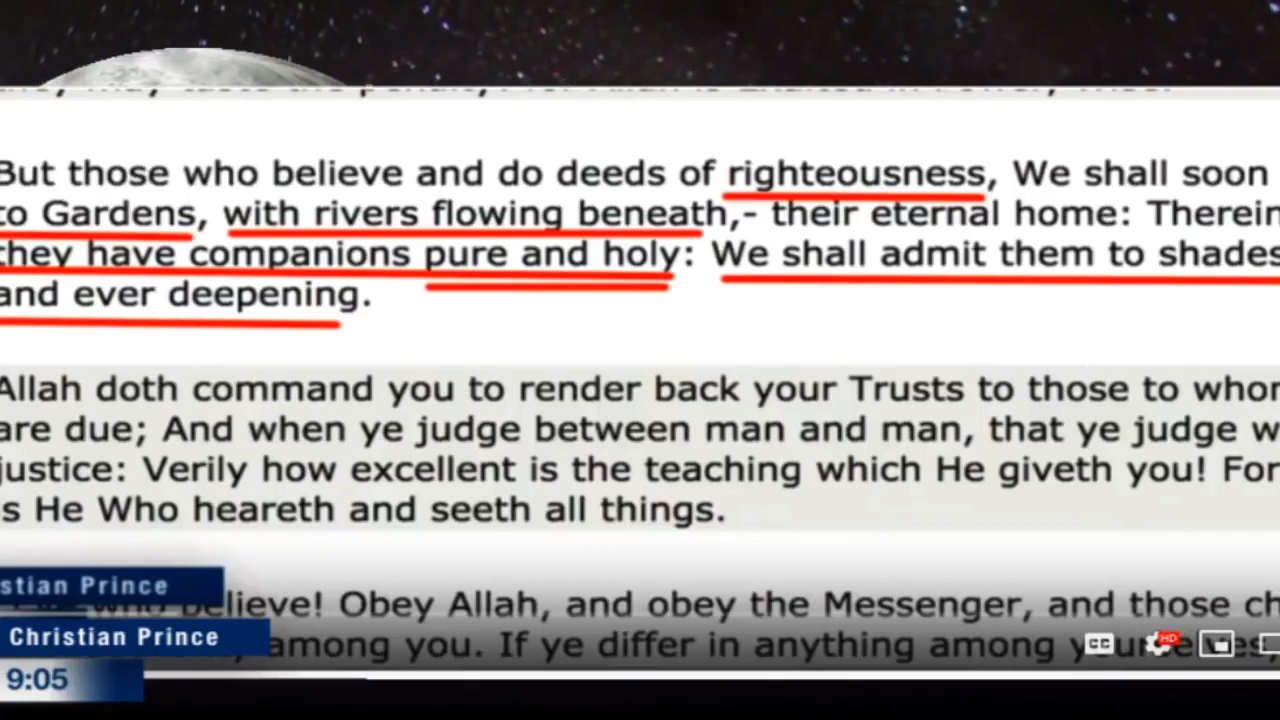 But those who believe and do deeds of righteousness, We shall soon
to Gardens, with rivers flowing beneath,- their eternal home: Therein
they have companions pure and holy: We shall admit them to shades
and ever deepening.
Allah doth command you to render back your Trusts to those to whom
are due; And when ye judge between man and man, that ye judge w
justice: Verily how excellent is the teaching which He giveth you! For
is He Who heareth and seeth all things.
who believe! Obey Allah, and obey the Messenger, and those ch
among you. If ye differ in anything among yourselves,
stian Prince
Christian Prince
9:05
CC
HD